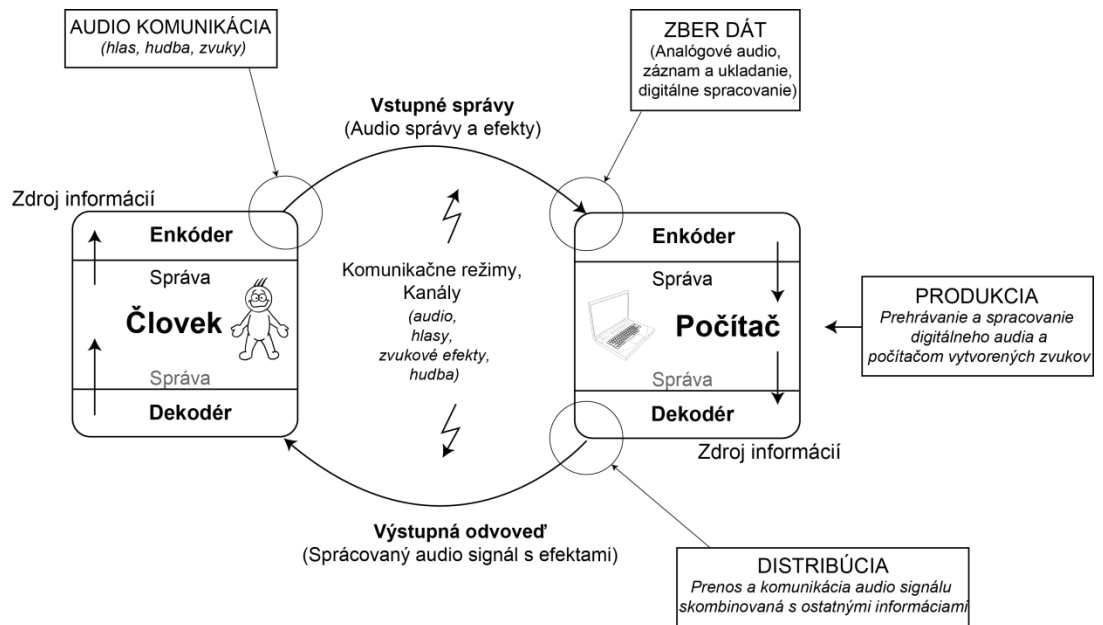 AUDIO KOMUNIKÁCIA
(hlas, hudba, zvuky)
ZBER DÁT
(Analógové audio,
záznam a ukladanie,
digitálne spracovanie)
Vstupné správy
(Audio správy a efekty)
Zdroj informácií
Enkóder
Správa
Človek
Správa
Dekodér
Komunikačne režimy,
Kanály
(audio,
hlasy,
zvukové efekty,
hudba)
Enkóder
Správa
Počítač
Správa
Dekodér
Zdroj informácií
PRODUKCIA
Prehrávanie a spracovanie
digitálneho audia a
počítačom vytvorených zvukov
Výstupná odvoveď
(Sprácovaný audio signál s efektami)
DISTRIBÚCIA
Prenos a komunikácia audio signálu
skombinovaná s ostatnými informáciami